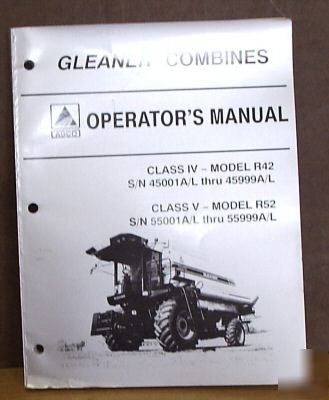 GLEANER COMBINES
AGCO
OPERATOR'S MANUAL
CLASS IV – MODEL R42
S/N 45001A/L thru 45999A/L
CLASS V – MODEL R52
S/N 55001A/L thru 55999A/L